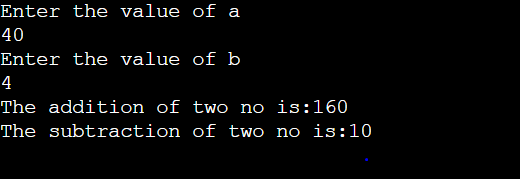 Enter the value of a
40
Enter the value of b
4
The addition of two no is:160
The subtraction of two no is:10